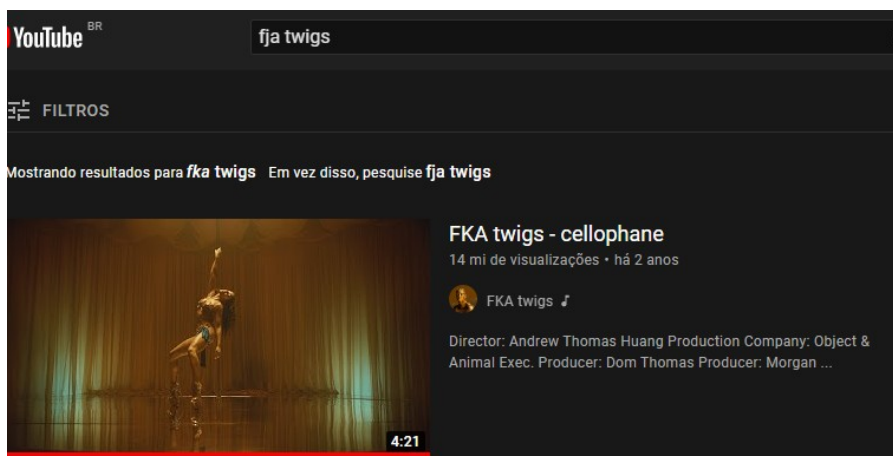 YouTube BR
fja twigs
FILTROS
Mostrando resultados para fka twigs Em vez disso, pesquise fja twigs
FKA twigs - cellophane
14 mi de visualizações • há 2 anos
FKA twigs
Director: Andrew Thomas Huang Production Company: Object &
Animal Exec. Producer: Dom Thomas Producer: Morgan ...
4:21